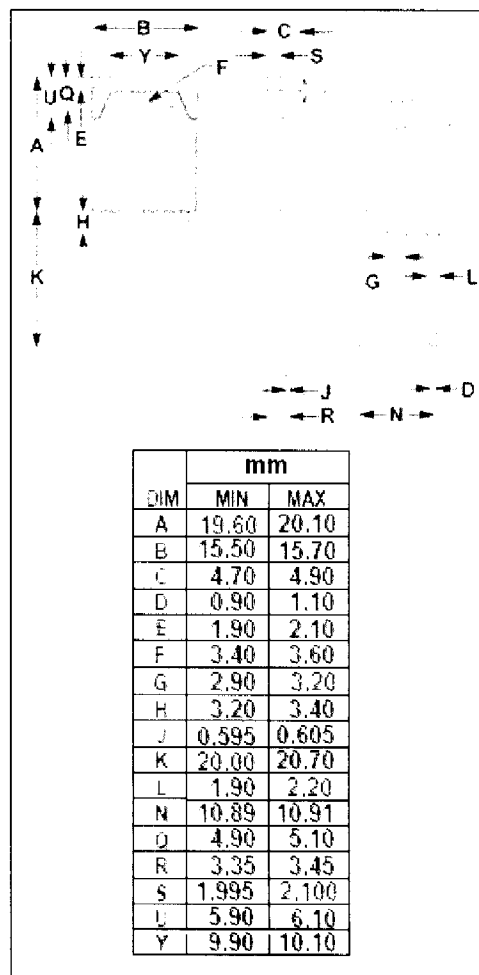 B
C
Y
S
F
U
Q
E
A
H
K
G
L
J
D
R
N
mm
DIM MIN MAX
A 19.60 20.10
B 15.50 15.70
C 4.70 4.90
D 0.90 1.10
E 1.90 2.10
F 3.40 3.60
G 2.90 3.20
H 3.20 3.40
J 0.595 0.605
K 20.00 20.70
L 1.90 2.20
N 10.89 10.91
Q 4.90 5.10
R 3.35 3.45
S 1.995 2.100
U 5.90 6.10
Y 9.90 10.10